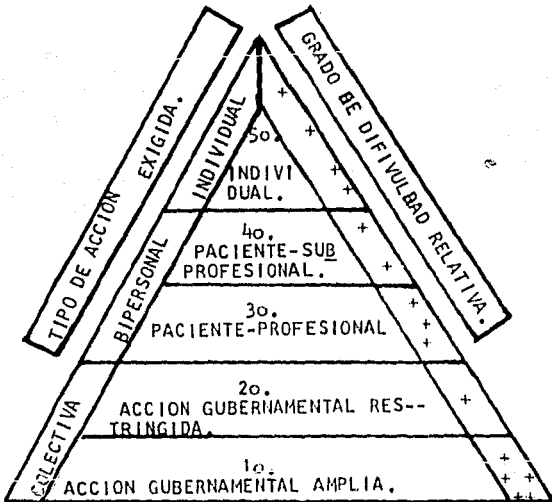 TIPO DE ACCION EXIGIDA.
GRADO BE DIFIVULBAD RELATIVA.
INDIVIDUAL
BIPERSONAL
COLECTIVA
+
+
5o.
INDIVI
DUAL.
+
+
4o.
PACIENTE-SUB
PROFESIONAL.
+
+
3o.
PACIENTE-PROFESIONAL
+
+
+
2o.
ACCION GUBERNAMENTAL RES--
TRINGIDA.
+
1o.
ACCION GUBERNAMENTAL AMPLIA.
+
+
++